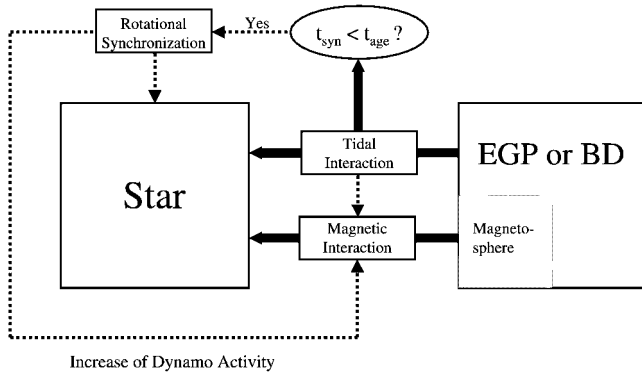 Rotational
Synchronization
Yes
t_syn < t_age ?
Star
Tidal
Interaction
EGP or BD
Magnetic
Interaction
Magneto-
sphere
Increase of Dynamo Activity